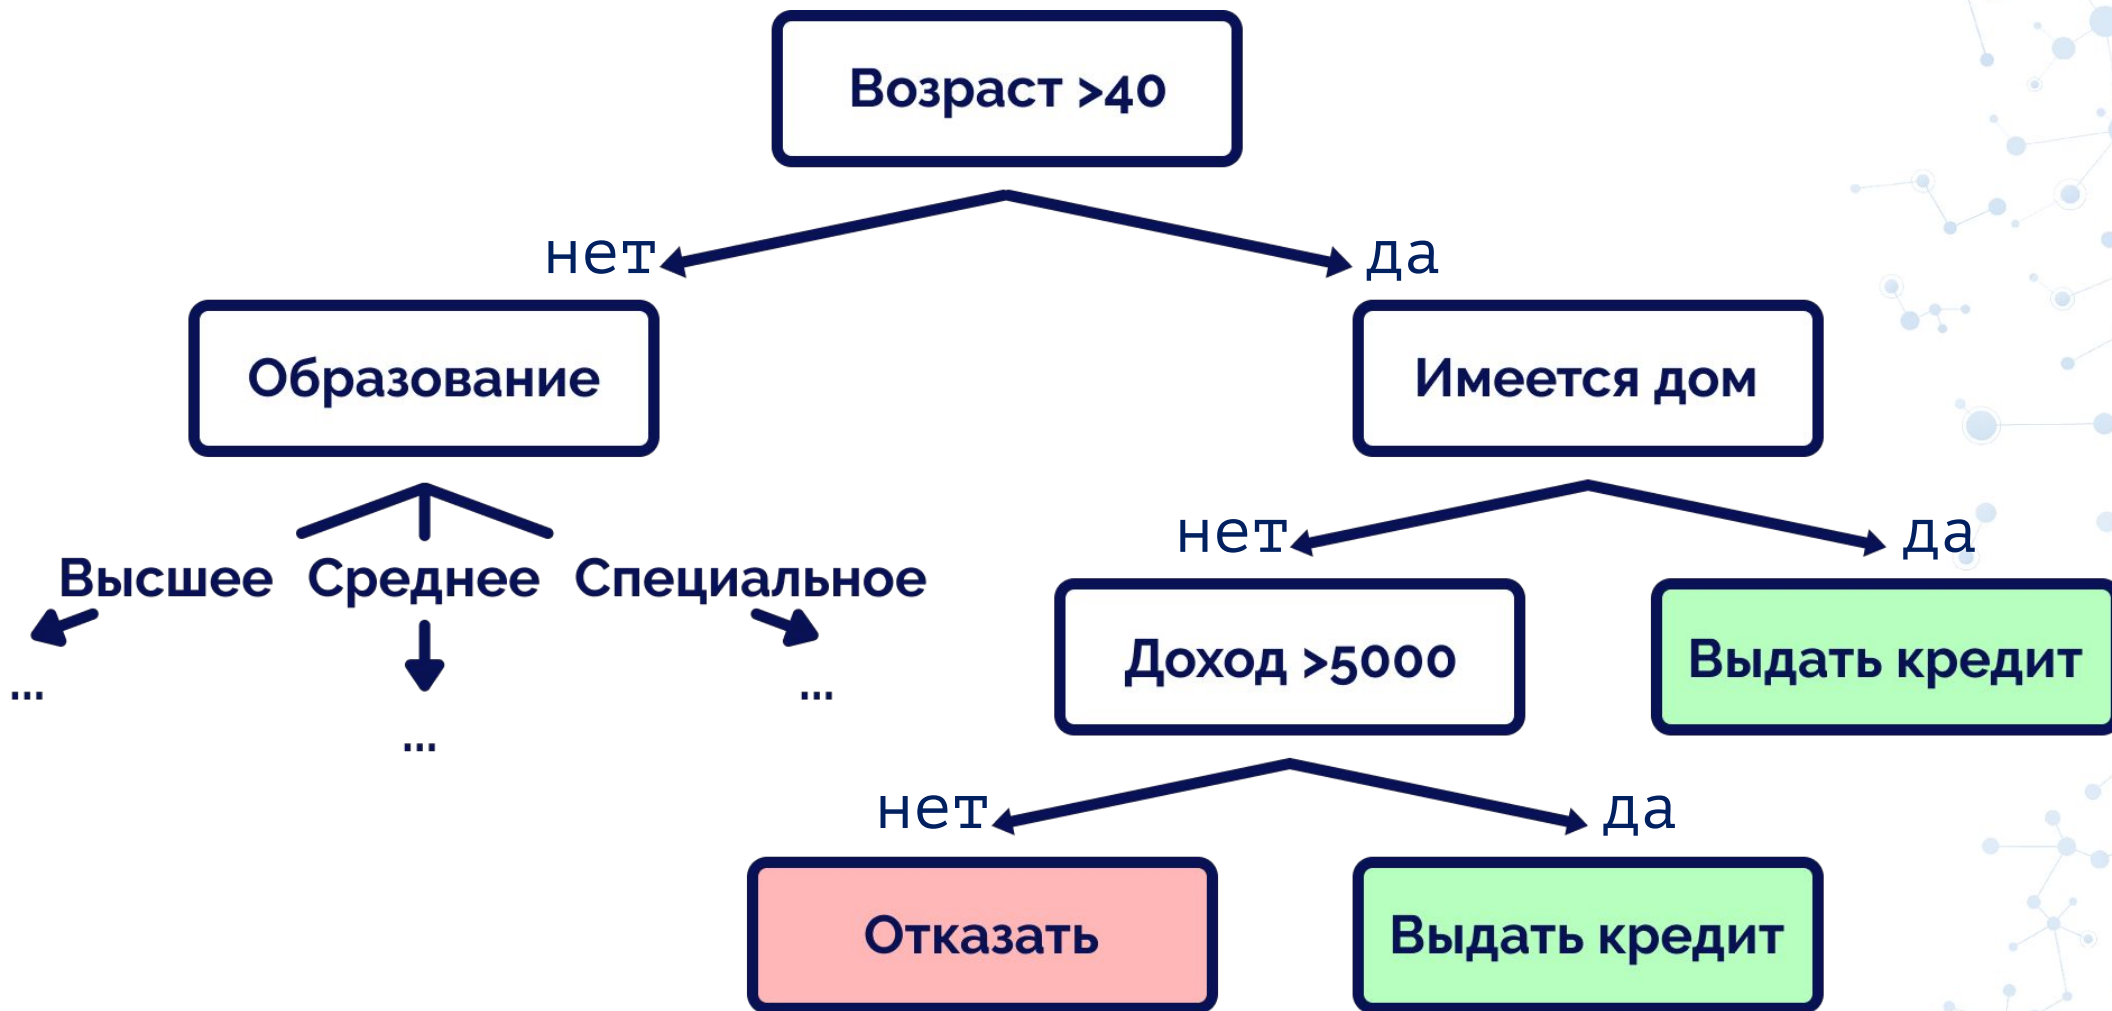 Возраст >40
нет
да
Образование
Имеется дом
нет
да
Высшее Среднее Специальное
Доход >5000
Выдать кредит
...
...
...
нет
да
Отказать
Выдать кредит